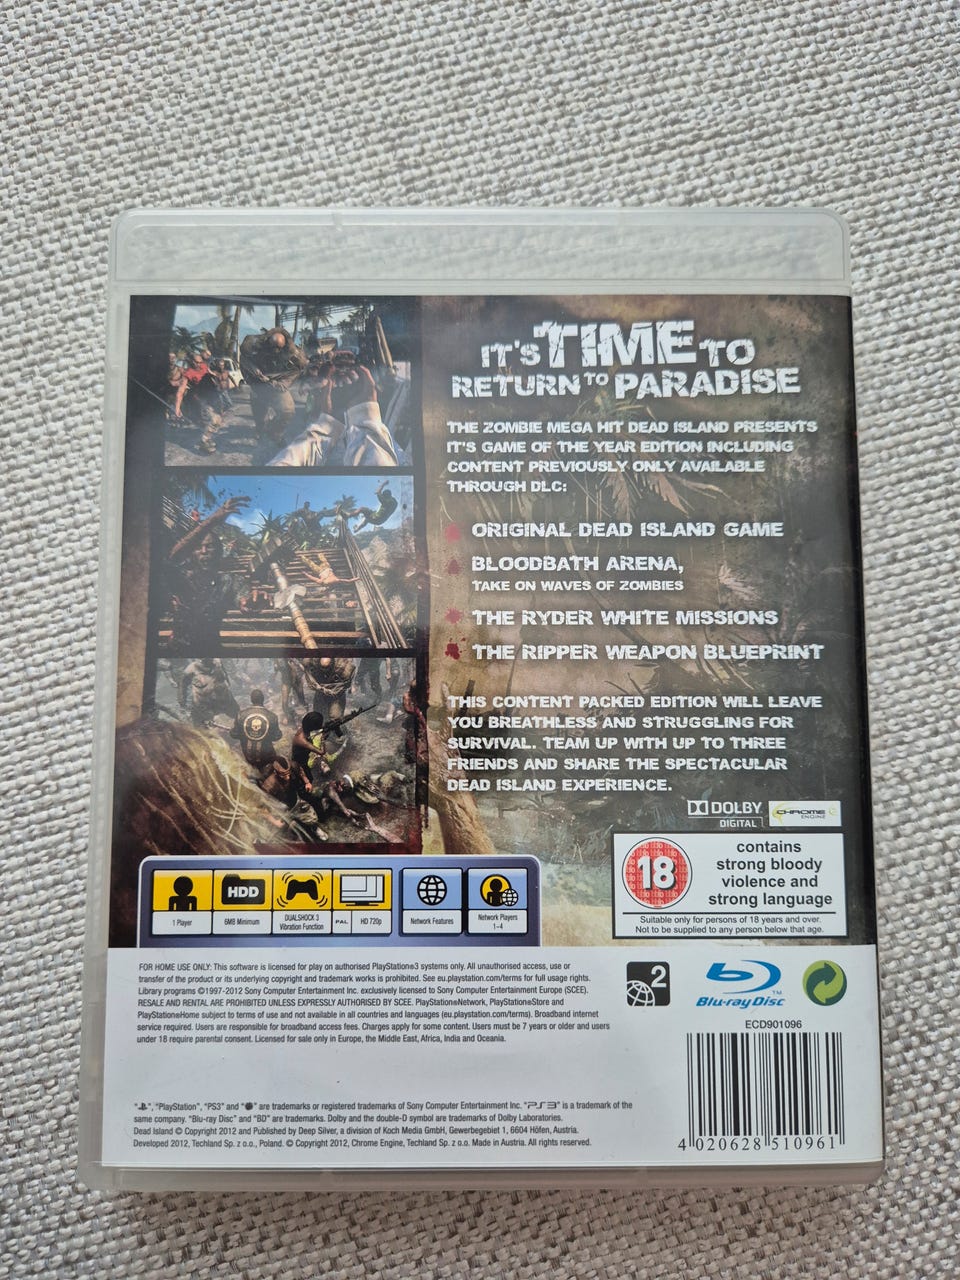 IT'S TIME TO
RETURN TO PARADISE
THE ZOMBIE MEGA HIT DEAD ISLAND PRESENTS
IT'S GAME OF THE YEAR EDITION INCLUDING
CONTENT PREVIOUSLY ONLY AVAILABLE
THROUGH DLC:
ORIGINAL DEAD ISLAND GAME
BLOODBATH ARENA,
TAKE ON WAVES OF ZOMBIES
THE RYDER WHITE MISSIONS
THE RIPPER WEAPON BLUEPRINT
THIS CONTENT PACKED EDITION WILL LEAVE
YOU BREATHLESS AND STRUGGLING FOR
SURVIVAL. TEAM UP WITH UP TO THREE
FRIENDS AND SHARE THE SPECTACULAR
DEAD ISLAND EXPERIENCE.
DOLBY
DIGITAL
CHROME
ENGINE
18
contains
strong bloody
violence and
strong language
Suitable only for persons of 18 years and over.
Not to be supplied to any person below that age.
HDD
1 Player
6MB Minimum
DUALSHOCK 3
Vibration Function
PAL
HD 720p
Network Features
Network Players
1-4
FOR HOME USE ONLY: This software is licensed for play on authorised PlayStation®3 systems only. All unauthorised access, use or
transfer of the product or its underlying copyright and trademark works is prohibited. See eu.playstation.com/terms for full usage rights.
Library programs ©1997-2012 Sony Computer Entertainment Inc. exclusively licensed to Sony Computer Entertainment Europe (SCEE).
RESALE AND RENTAL ARE PROHIBITED UNLESS EXPRESSLY AUTHORISED BY SCEE. PlayStation®Network, PlayStation®Store and
PlayStation®Home subject to terms of use and not available in all countries and languages (eu.playstation.com/terms). Broadband internet
service required. Users are responsible for broadband access fees. Charges apply for some content. Users must be 7 years or older and users
under 18 require parental consent. Licensed for sale only in Europe, the Middle East, Africa, India and Oceania.
2
Blu-ray Disc™
ECD901096
"PS", "PlayStation", "PS3" and " " are trademarks or registered trademarks of Sony Computer Entertainment Inc. "PS3" is a trademark of the
same company. "Blu-ray Disc" and "BD" are trademarks. Dolby and the double-D symbol are trademarks of Dolby Laboratories.
Dead Island © Copyright 2012 and Published by Deep Silver, a division of Koch Media GmbH, Gewerbegebiet 1, 6604 Höfen, Austria.
Developed 2012, Techland Sp. z o.o., Poland. © Copyright 2012, Chrome Engine, Techland Sp. z o.o. Made in Austria. All rights reserved.
4 020628 510961